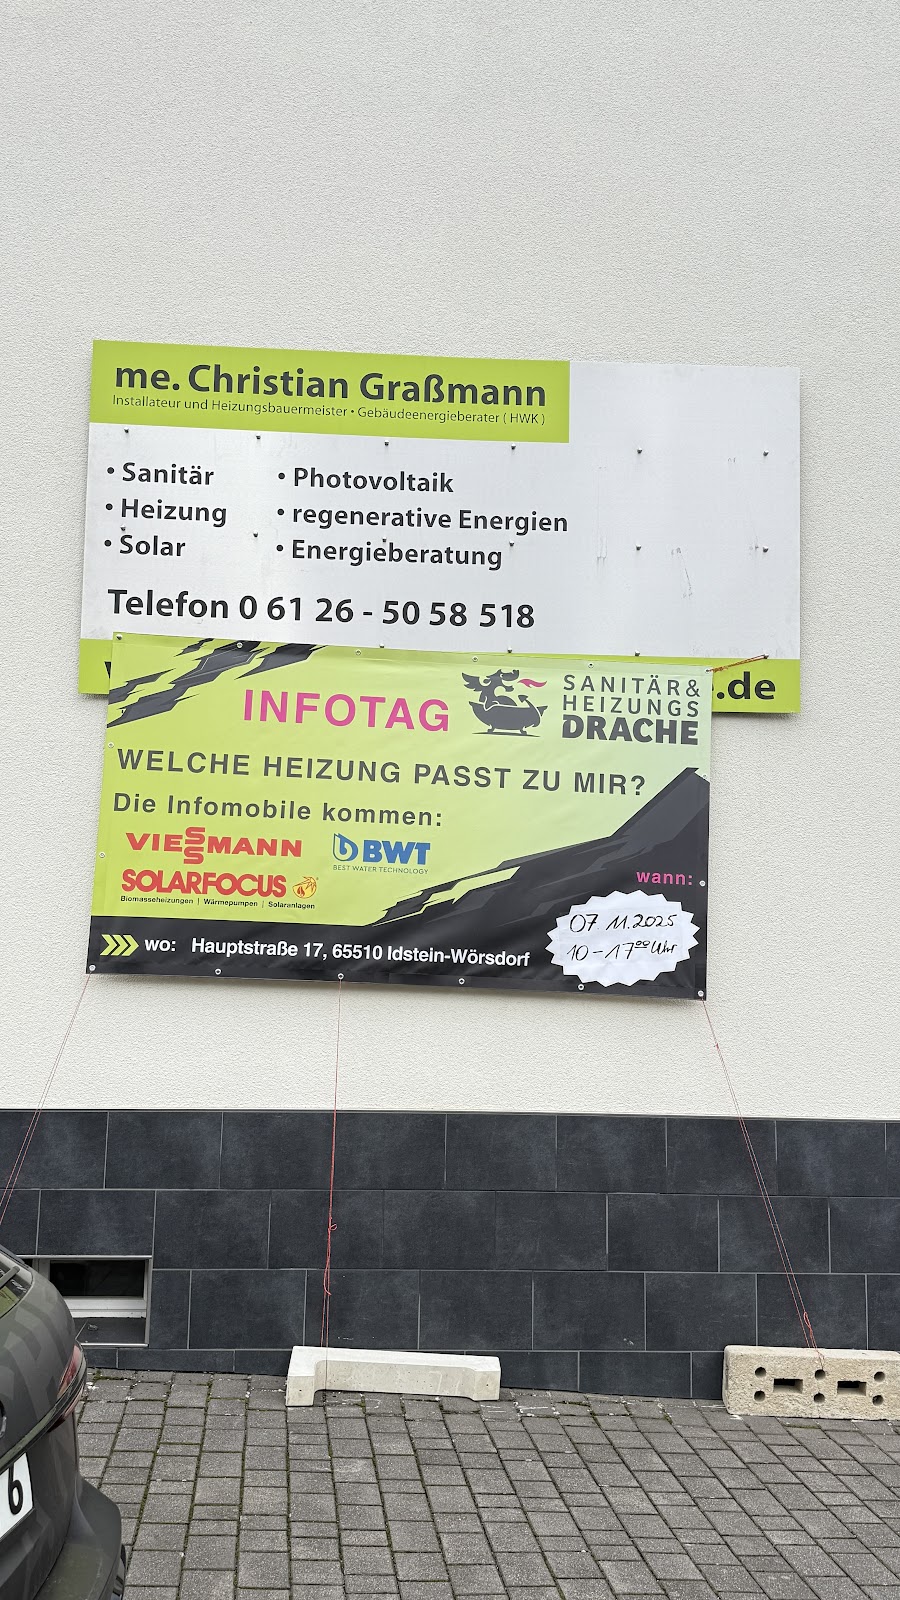 me. Christian Graßmann
Installateur und Heizungsbauermeister • Gebäudeenergieberater ( HWK )
• Sanitär
• Heizung
• Solar
• Photovoltaik
• regenerative Energien
• Energieberatung
Telefon 0 61 26 - 50 58 518
.de
INFOTAG
SANITÄR &
HEIZUNGS
DRACHE
WELCHE HEIZUNG PASST ZU MIR?
Die Infomobile kommen:
VIESSMANN
BWT
BEST WATER TECHNOLOGY
SOLARFOCUS
Biomasseheizungen | Wärmepumpen | Solaranlagen
wann:
07.11.2025
10-17⁰⁰ Uhr
wo: Hauptstraße 17, 65510 Idstein-Wörsdorf
6